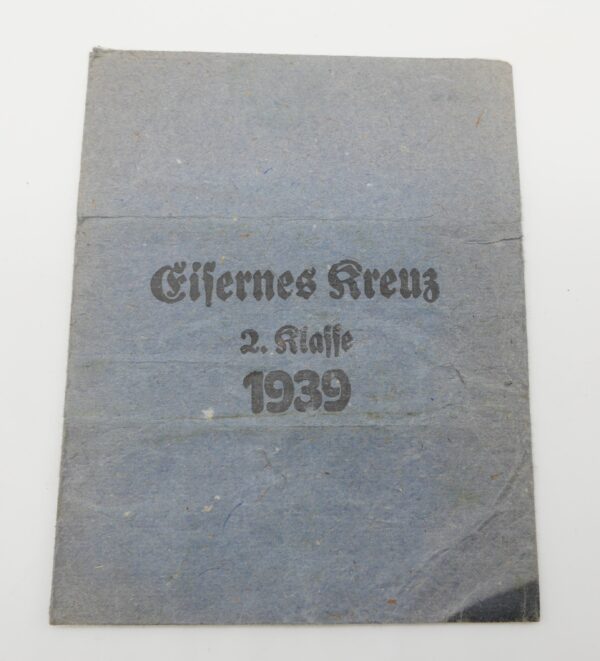 Eisernes Kreuz
2. Klasse
1939